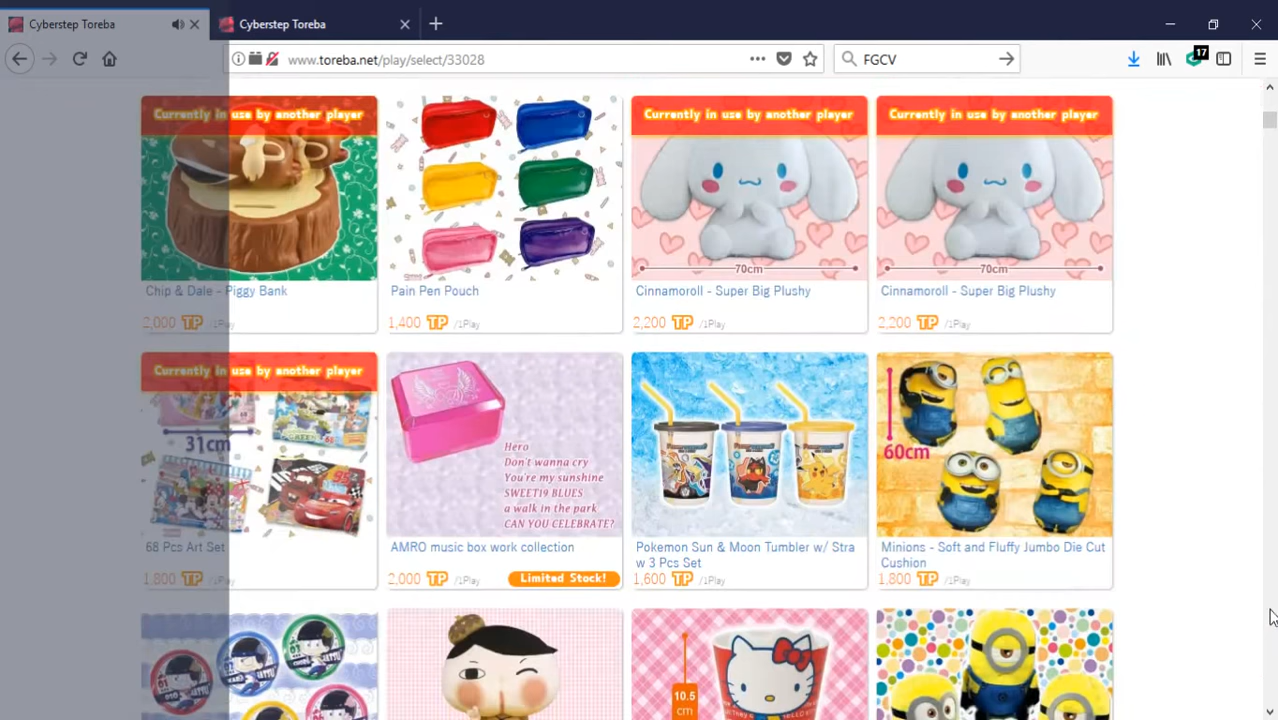 Cyberstep Toreba
Cyberstep Toreba
www.toreba.net/play/select/33028
FGCV
17
Currently in use by another player
Currently in use by another player
Currently in use by another player
70cm
70cm
Chip & Dale - Piggy Bank
Pain Pen Pouch
Cinnamoroll - Super Big Plushy
Cinnamoroll - Super Big Plushy
2,000 TP /1Play
1,400 TP /1Play
2,200 TP /1Play
2,200 TP /1Play
Currently in use by another player
31cm
95
Hero
Don't wanna cry
You're my sunshine
SWEET19 BLUES
a walk in the park
CAN YOU CELEBRATE?
60cm
68 Pcs Art Set
AMRO music box work collection
Pokemon Sun & Moon Tumbler w/ Stra
w 3 Pcs Set
Minions - Soft and Fluffy Jumbo Die Cut
Cushion
1,800 TP /1Play
2,000 TP /1Play
Limited Stock!
1,600 TP /1Play
1,800 TP /1Play
10.5
cm